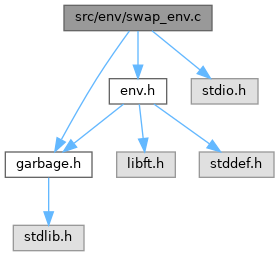 src/env/swap_env.c
env.h
stdio.h
garbage.h
libft.h
stddef.h
stdlib.h